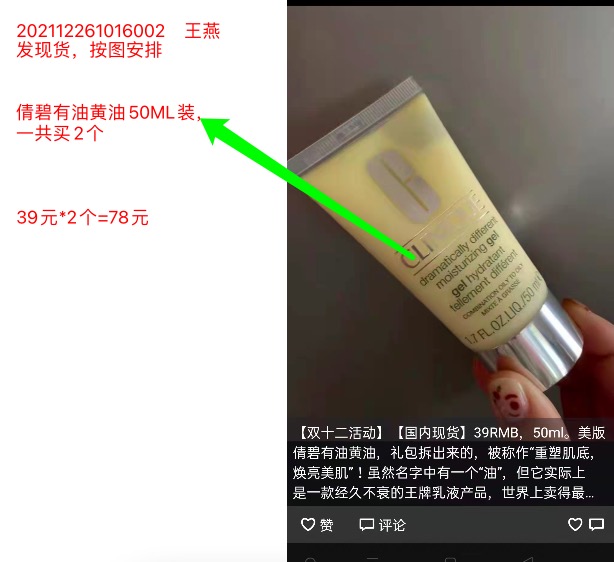 202112261016002 王燕
发现货，按图安排
倩碧有油黄油50ML装，
一共买2个
39元*2个=78元
CLINIQUE
dramatically different
moisturizing gel
gel hydratant
tellement différent
COMBINATION OILY TO OILY
MIXTE À GRASSE
1.7 FL.OZ.LIQ./50 ml
【双十二活动】【国内现货】39RMB，50ml。美版
倩碧有油黄油，礼包拆出来的，被称作“重塑肌底，
焕亮美肌”！虽然名字中有一个“油”，但它实际上
是一款经久不衰的王牌乳液产品，世界上卖得最...
赞 评论